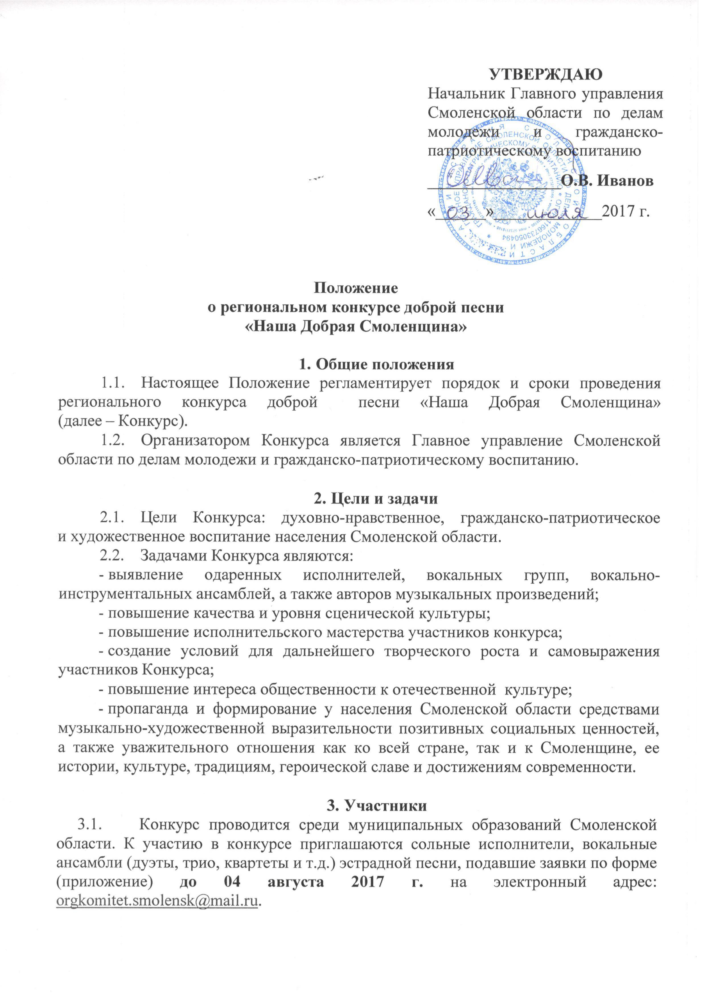 УТВЕРЖДАЮ
Начальник Главного управления
Смоленской области по делам
молодежи и гражданско-
патриотическому воспитанию
О.В. Иванов
« 03 » июля 2017 г.
Положение
о региональном конкурсе доброй песни
«Наша Добрая Смоленщина»
1. Общие положения
1.1. Настоящее Положение регламентирует порядок и сроки проведения
регионального конкурса доброй песни «Наша Добрая Смоленщина»
(далее – Конкурс).
1.2. Организатором Конкурса является Главное управление Смоленской
области по делам молодежи и гражданско-патриотическому воспитанию.
2. Цели и задачи
2.1. Цели Конкурса: духовно-нравственное, гражданско-патриотическое
и художественное воспитание населения Смоленской области.
2.2. Задачами Конкурса являются:
- выявление одаренных исполнителей, вокальных групп, вокально-
инструментальных ансамблей, а также авторов музыкальных произведений;
- повышение качества и уровня сценической культуры;
- повышение исполнительского мастерства участников конкурса;
- создание условий для дальнейшего творческого роста и самовыражения
участников Конкурса;
- повышение интереса общественности к отечественной культуре;
- пропаганда и формирование у населения Смоленской области средствами
музыкально-художественной выразительности позитивных социальных ценностей,
а также уважительного отношения как ко всей стране, так и к Смоленщине, ее
истории, культуре, традициям, героической славе и достижениям современности.
3. Участники
3.1. Конкурс проводится среди муниципальных образований Смоленской
области. К участию в конкурсе приглашаются сольные исполнители, вокальные
ансамбли (дуэты, трио, квартеты и т.д.) эстрадной песни, подавшие заявки по форме
(приложение) до 04 августа 2017 г. на электронный адрес:
orgkomitet.smolensk@mail.ru.